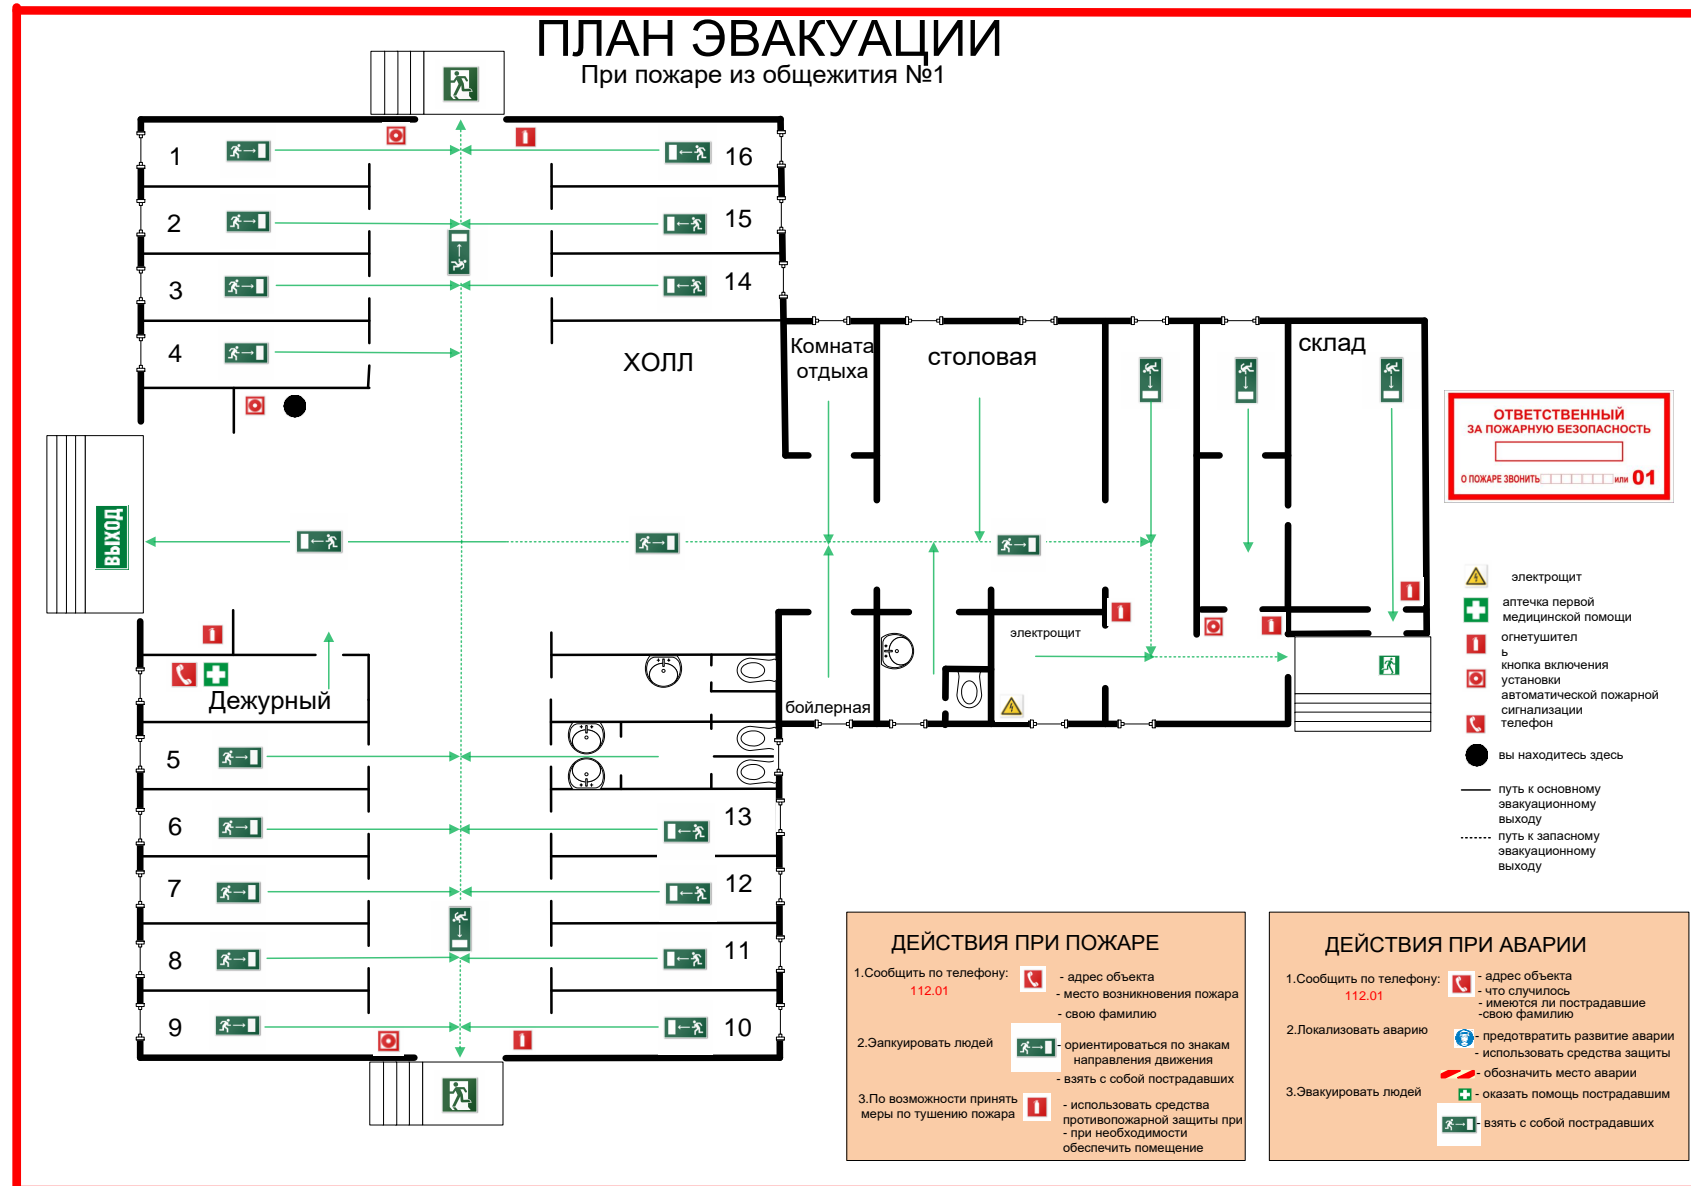 ПЛАН ЭВАКУАЦИИ
При пожаре из общежития №1
1
16
2
15
3
14
4
ХОЛЛ
Комната
отдыха
столовая
склад
ОТВЕТСТВЕННЫЙ
ЗА ПОЖАРНУЮ БЕЗОПАСНОСТЬ
О ПОЖАРЕ ЗВОНИТЬ или 01
ВЫХОД
электрощит
Дежурный
бойлерная
5
6
13
7
12
8
11
9
10
электрощит
аптечка первой
медицинской помощи
огнетушител
ь
кнопка включения
установки
автоматической пожарной
сигнализации
телефон
вы находитесь здесь
путь к основному
эвакуационному
выходу
путь к запасному
эвакуационному
выходу
ДЕЙСТВИЯ ПРИ ПОЖАРЕ
1.Сообщить по телефону:
112.01
- адрес объекта
- место возникновения пожара
- свою фамилию
2.Эапкуировать людей
- ориентироваться по знакам
направления движения
- взять с собой пострадавших
3.По возможности принять
меры по тушению пожара
- использовать средства
противопожарной защиты при
- при необходимости
обеспечить помещение
ДЕЙСТВИЯ ПРИ АВАРИИ
1.Сообщить по телефону:
112.01
- адрес объекта
- что случилось
- имеются ли пострадавшие
-свою фамилию
2.Локализовать аварию
- предотвратить развитие аварии
- использовать средства защиты
- обозначить место аварии
3.Эвакуировать людей
- оказать помощь пострадавшим
- взять с собой пострадавших